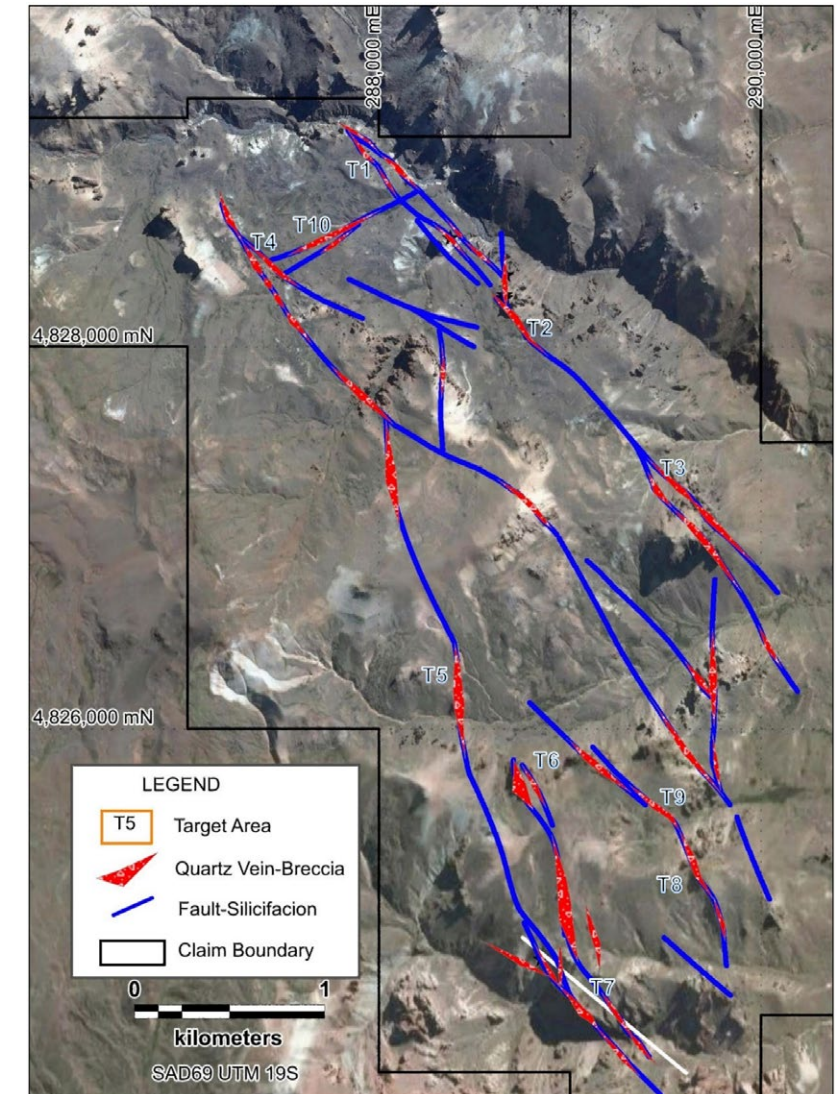 288,000 mE
290,000 mE
T1
T10
T4
T2
4,828,000 mN
T3
T5
4,826,000 mN
T6
T9
T8
T7
LEGEND
T5 Target Area
Quartz Vein-Breccia
Fault-Silicifacion
Claim Boundary
0 1
kilometers
SAD69 UTM 19S